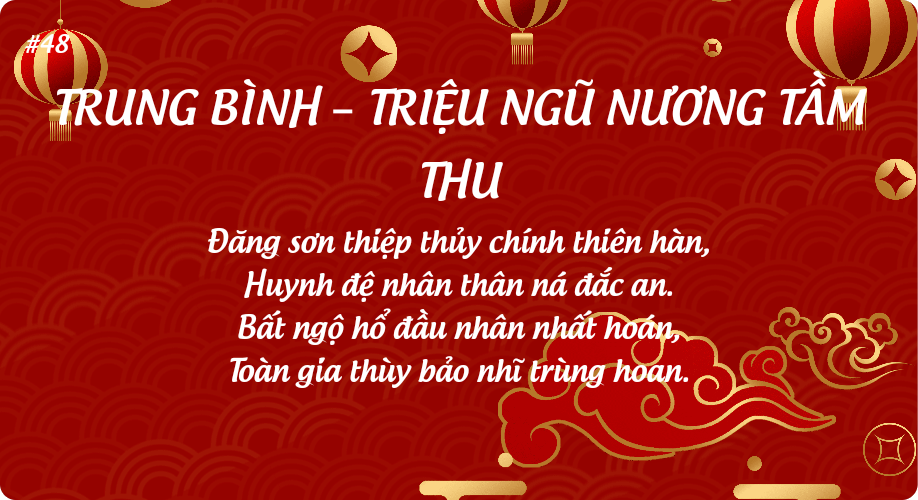 #48
TRUNG BÌNH – TRIỆU NGŨ NƯƠNG TẦM
THU
Đăng sơn thiệp thủy chính thiên hàn,
Huynh đệ nhân thân ná đắc an.
Bất ngộ hổ đầu nhân nhất hoán,
Toàn gia thùy bảo nhĩ trùng hoan.